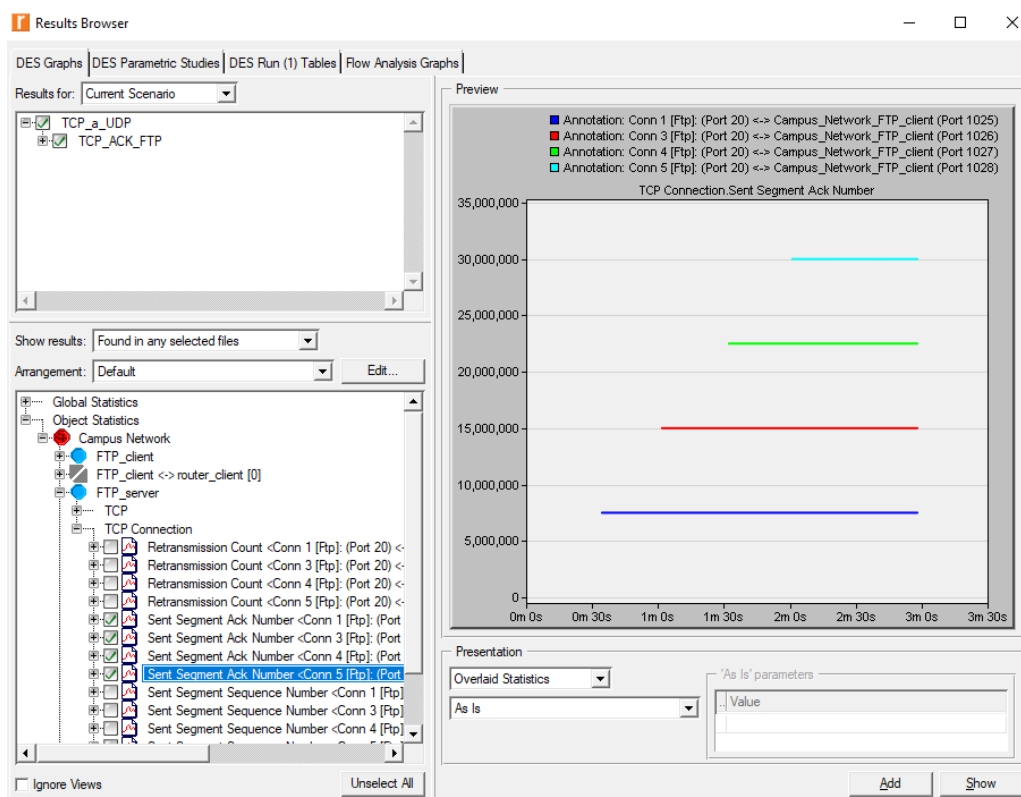 Results Browser
DES Graphs DES Parametric Studies DES Run (1) Tables Flow Analysis Graphs
Results for: Current Scenario
TCP_a_UDP
TCP_ACK_FTP
Show results: Found in any selected files
Arrangement: Default Edit...
Global Statistics
Object Statistics
Campus Network
FTP_client
FTP_client <-> router_client [0]
FTP_server
TCP
TCP Connection
Retransmission Count <Conn 1 [Ftp]: (Port 20) <-
Retransmission Count <Conn 3 [Ftp]: (Port 20) <-
Retransmission Count <Conn 4 [Ftp]: (Port 20) <-
Retransmission Count <Conn 5 [Ftp]: (Port 20) <-
Sent Segment Ack Number <Conn 1 [Ftp]: (Port
Sent Segment Ack Number <Conn 3 [Ftp]: (Port
Sent Segment Ack Number <Conn 4 [Ftp]: (Port
Sent Segment Ack Number <Conn 5 [Ftp]: (Port
Sent Segment Sequence Number <Conn 1 [Ftp]
Sent Segment Sequence Number <Conn 3 [Ftp]
Sent Segment Sequence Number <Conn 4 [Ftp]
Ignore Views Unselect All
Preview
Annotation: Conn 1 [Ftp]: (Port 20) <-> Campus_Network_FTP_client (Port 1025)
Annotation: Conn 3 [Ftp]: (Port 20) <-> Campus_Network_FTP_client (Port 1026)
Annotation: Conn 4 [Ftp]: (Port 20) <-> Campus_Network_FTP_client (Port 1027)
Annotation: Conn 5 [Ftp]: (Port 20) <-> Campus_Network_FTP_client (Port 1028)
TCP Connection.Sent Segment Ack Number
35,000,000
30,000,000
25,000,000
20,000,000
15,000,000
10,000,000
5,000,000
0
0m 0s 0m 30s 1m 0s 1m 30s 2m 0s 2m 30s 3m 0s 3m 30s
Presentation
Overlaid Statistics
As Is
'As Is' parameters
.. Value
Add Show